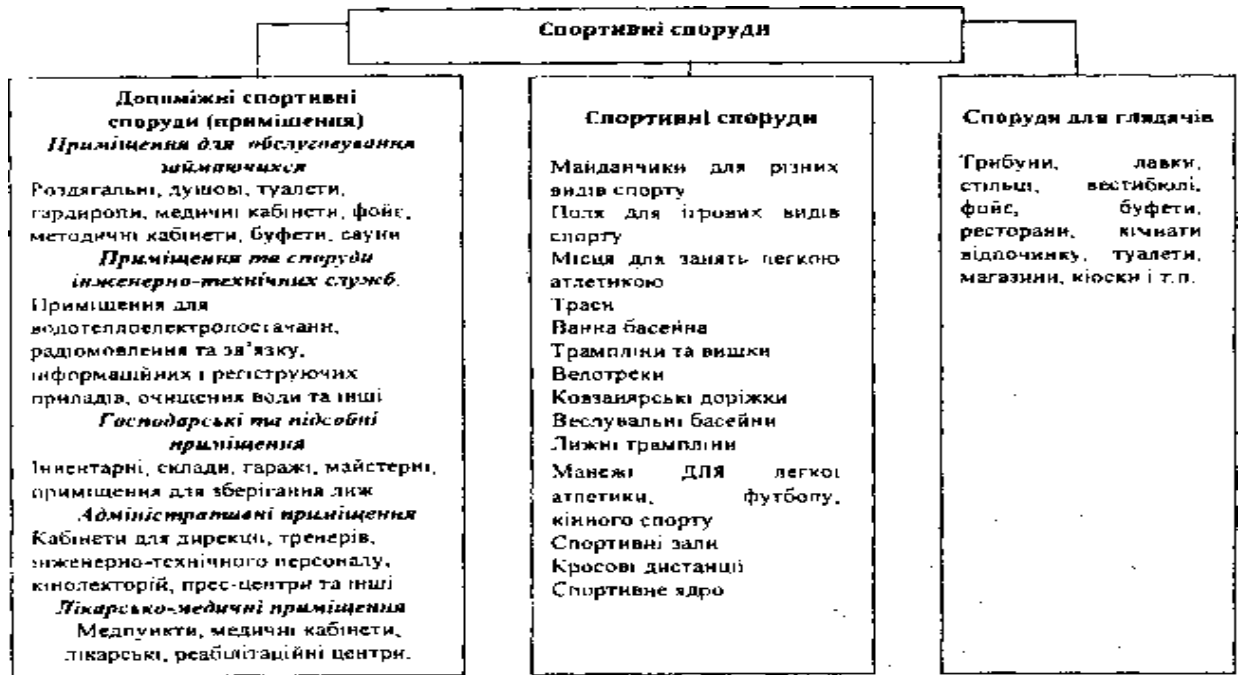 Спортивні споруди
Допоміжні спортивні
споруди (приміщення)
Приміщення для обслуговування
займаючихся
Роздягальні, душові, туалети,
гардироли, медичні кабінети, фойє,
методичні кабінети, буфети, сауни
Приміщення та споруди
інженерно-технічних служб.
Приміщення для
водотеплоелектропостачанн,
радіомовлення та зв’язку,
інформаційних і регіструючих
приладів, очищення води та інші
Господарські та підсобні
приміщення
Інвентарні, склади, гаражі, майстерні,
приміщення для зберігання лиж
Адміністративні приміщення
Кабінети для дирекції, тренерів,
інженерно-технічного персоналу,
кінолекторій, прес-центри та інші
Лікарсько-медичні приміщення
Медпункти, медичні кабінети,
лікарські, реабілітаційні центри.
Спортивні споруди
Майданчики для різних
видів спорту
Поля для ігрових видів
спорту
Місця для занять легкою
атлетикою
Траси
Ванна басейна
Трампліни та вишки
Велотреки
Ковзанярські доріжки
Веслувальні басейни
Лижні трампліни
Манежі ДЛЯ легкої
атлетики, футболу,
кінного спорту
Спортивні зали
Кросові дистанції
Спортивне ядро
Споруди для глядачів
Трибуни, лавки,
стільці, вестибюлі,
фойє, буфети,
ресторани, кімнати
відпочинку, туалети,
магазини, кіоски і т.п.